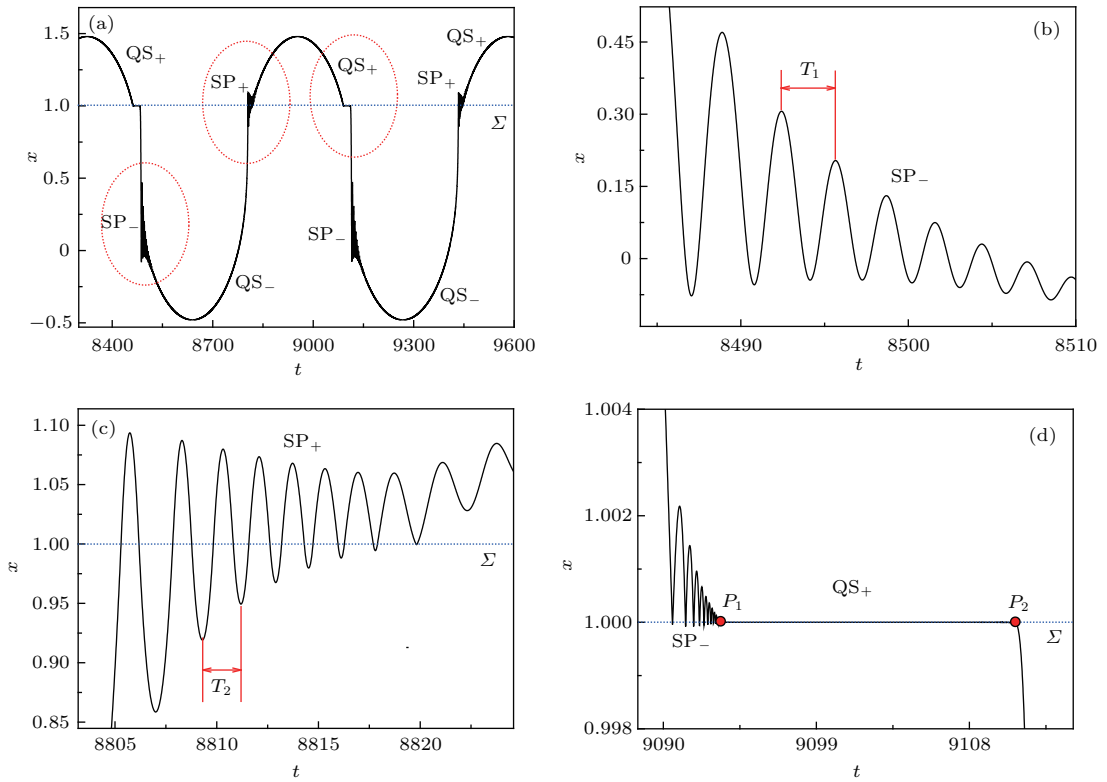 (a)
QS₊
QS₊
QS₊
SP₊
SP₊
Σ
SP₋
SP₋
QS₋
QS₋
1.5
1.0
0.5
0
−0.5
x
8400 8700 9000 9300 9600
t
(b)
T₁
SP₋
0.45
0.30
0.15
0
x
8490 8500 8510
t
(c)
SP₊
Σ
T₂
1.10
1.05
1.00
0.95
0.90
0.85
x
8805 8810 8815 8820
t
(d)
QS₊
P₁
P₂
SP₋
Σ
1.004
1.002
1.000
0.998
x
9090 9099 9108
t